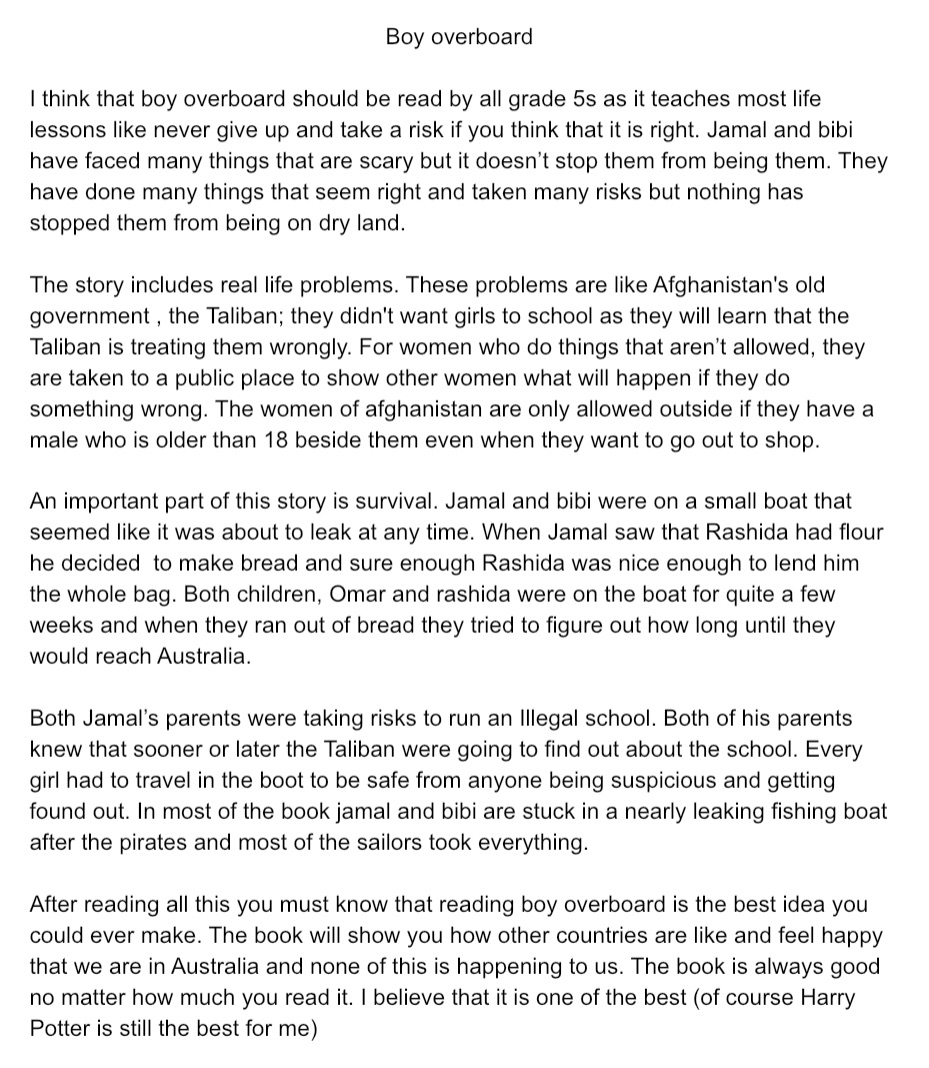 Boy overboard
I think that boy overboard should be read by all grade 5s as it teaches most life
lessons like never give up and take a risk if you think that it is right. Jamal and bibi
have faced many things that are scary but it doesn’t stop them from being them. They
have done many things that seem right and taken many risks but nothing has
stopped them from being on dry land.
The story includes real life problems. These problems are like Afghanistan's old
government , the Taliban; they didn't want girls to school as they will learn that the
Taliban is treating them wrongly. For women who do things that aren’t allowed, they
are taken to a public place to show other women what will happen if they do
something wrong. The women of afghanistan are only allowed outside if they have a
male who is older than 18 beside them even when they want to go out to shop.
An important part of this story is survival. Jamal and bibi were on a small boat that
seemed like it was about to leak at any time. When Jamal saw that Rashida had flour
he decided  to make bread and sure enough Rashida was nice enough to lend him
the whole bag. Both children, Omar and rashida were on the boat for quite a few
weeks and when they ran out of bread they tried to figure out how long until they
would reach Australia.
Both Jamal’s parents were taking risks to run an Illegal school. Both of his parents
knew that sooner or later the Taliban were going to find out about the school. Every
girl had to travel in the boot to be safe from anyone being suspicious and getting
found out. In most of the book jamal and bibi are stuck in a nearly leaking fishing boat
after the pirates and most of the sailors took everything.
After reading all this you must know that reading boy overboard is the best idea you
could ever make. The book will show you how other countries are like and feel happy
that we are in Australia and none of this is happening to us. The book is always good
no matter how much you read it. I believe that it is one of the best (of course Harry
Potter is still the best for me)